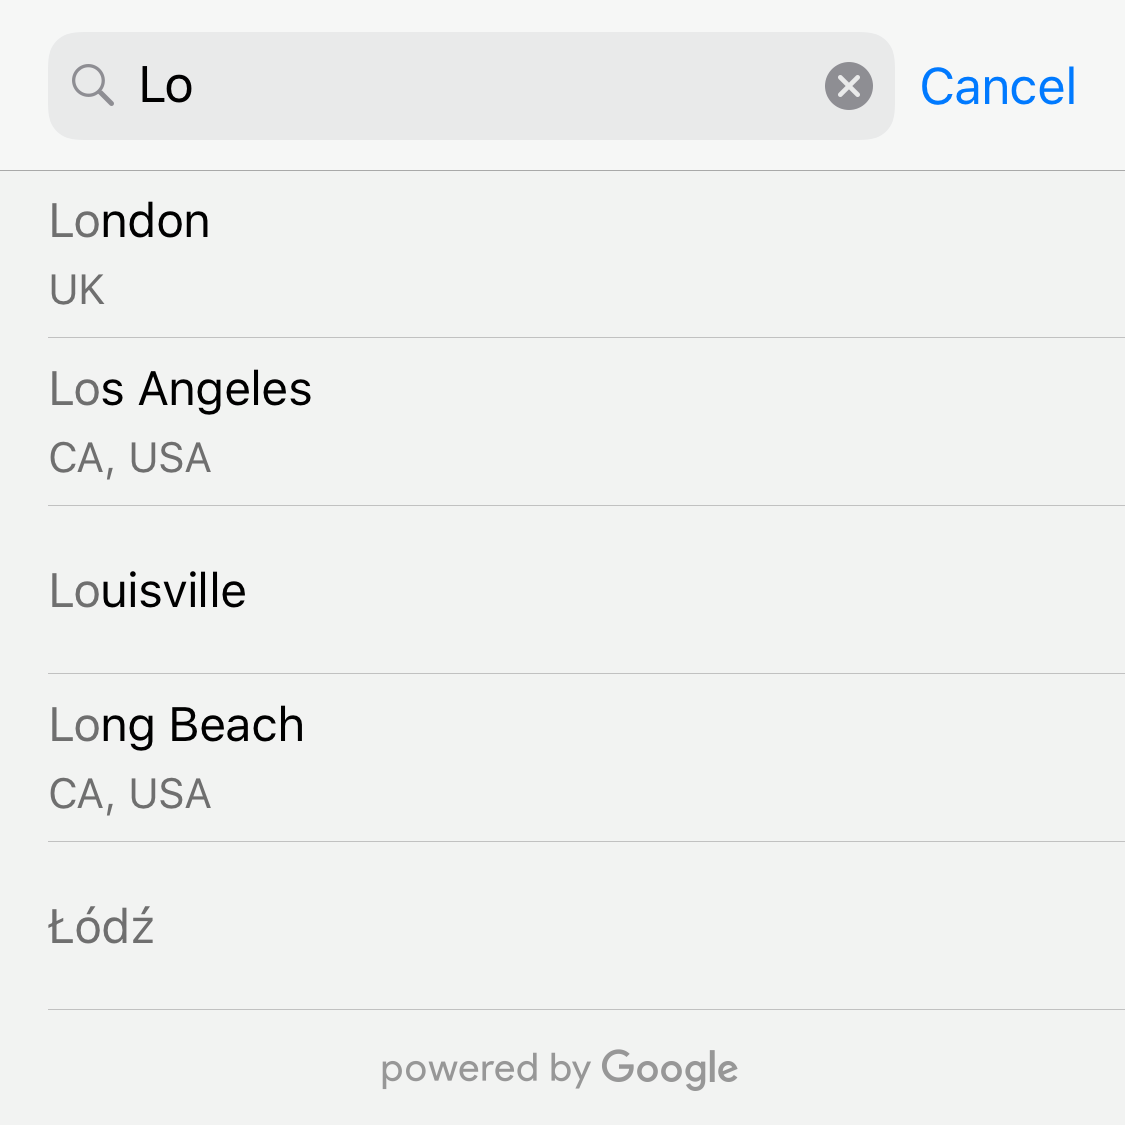 Lo
Cancel
London
UK
Los Angeles
CA, USA
Louisville
Long Beach
CA, USA
Łódź
powered by Google